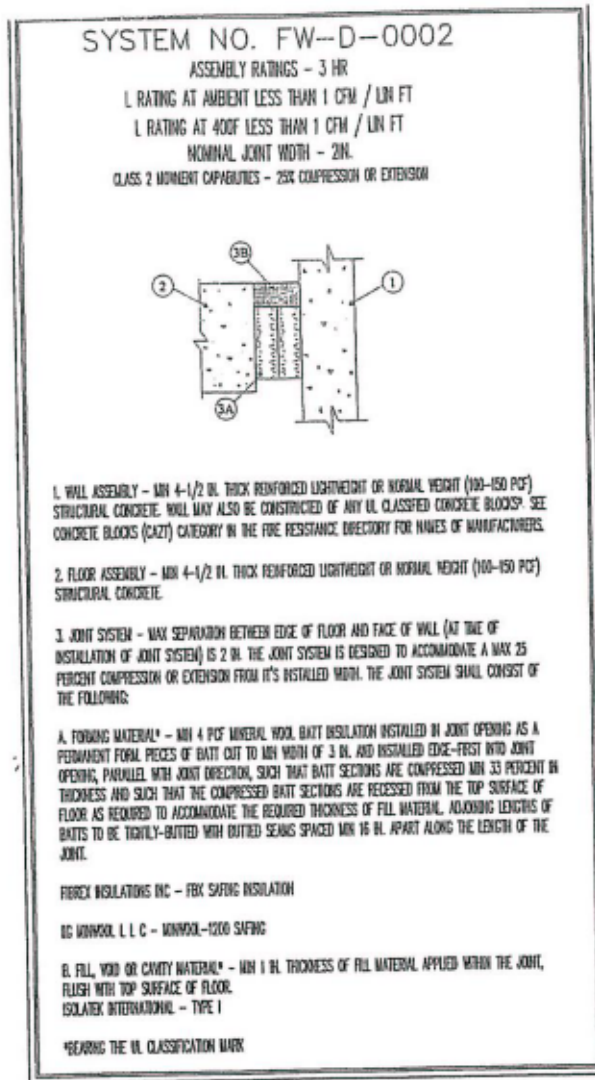 SYSTEM NO. FW-D-0002
ASSEMBLY RATINGS - 3 HR
L RATING AT AMBIENT LESS THAN 1 CFM / LIN FT
L RATING AT 400F LESS THAN 1 CFM / LIN FT
NOMINAL JOINT WIDTH - 2IN.
CLASS 2 MOVMENT CAPABILITIES - 25% COMPRESSION OR EXTENSION
3B
2
1
3A
1. WALL ASSEMBLY - MIN 4-1/2 IN. THICK REINFORCED LIGHTWEIGHT OR NORMAL WEIGHT (100-150 PCF)
STRUCTURAL CONCRETE. WALL MAY ALSO BE CONSTRUCTED OF ANY UL CLASSIFIED CONCRETE BLOCKS*. SEE
CONCRETE BLOCKS (CAZT) CATEGORY IN THE FIRE RESISTANCE DIRECTORY FOR NAMES OF MANUFACTURERS.
2. FLOOR ASSEMBLY - MIN 4-1/2 IN. THICK REINFORCED LIGHTWEIGHT OR NORMAL WEIGHT (100-150 PCF)
STRUCTURAL CONCRETE.
3. JOINT SYSTEM - MAX SEPARATION BETWEEN EDGE OF FLOOR AND FACE OF WALL (AT TIME OF
INSTALLATION OF JOINT SYSTEM) IS 2 IN. THE JOINT SYSTEM IS DESIGNED TO ACCOMMODATE A MAX 25
PERCENT COMPRESSION OR EXTENSION FROM IT'S INSTALLED WIDTH. THE JOINT SYSTEM SHALL CONSIST OF
THE FOLLOWING:
A. FORMING MATERIAL* - MIN 4 PCF MINERAL WOOL BATT INSULATION INSTALLED IN JOINT OPENING AS A
PERMANENT FORM. PIECES OF BATT CUT TO MIN WIDTH OF 3 IN. AND INSTALLED EDGE-FIRST INTO JOINT
OPENING, PARALLEL WITH JOINT DIRECTION, SUCH THAT BATT SECTIONS ARE COMPRESSED MIN 33 PERCENT IN
THICKNESS AND SUCH THAT THE COMPRESSED BATT SECTIONS ARE RECESSED FROM THE TOP SURFACE OF
FLOOR AS REQUIRED TO ACCOMMODATE THE REQUIRED THICKNESS OF FILL MATERIAL. ADJOINING LENGTHS OF
BATTS TO BE TIGHTLY-BUTTED WITH BUTTED SEAMS SPACED MIN 16 IN. APART ALONG THE LENGTH OF THE
JOINT.
FIBREX INSULATIONS INC - FBX SAFING INSULATION
IIG MINWOOL L L C - MINWOOL-1200 SAFING
B. FILL, VOID OR CAVITY MATERIAL* - MIN 1 IN. THICKNESS OF FILL MATERIAL APPLIED WITHIN THE JOINT,
FLUSH WITH TOP SURFACE OF FLOOR.
ISOLATEK INTERNATIONAL - TYPE I
*BEARING THE UL CLASSIFICATION MARK